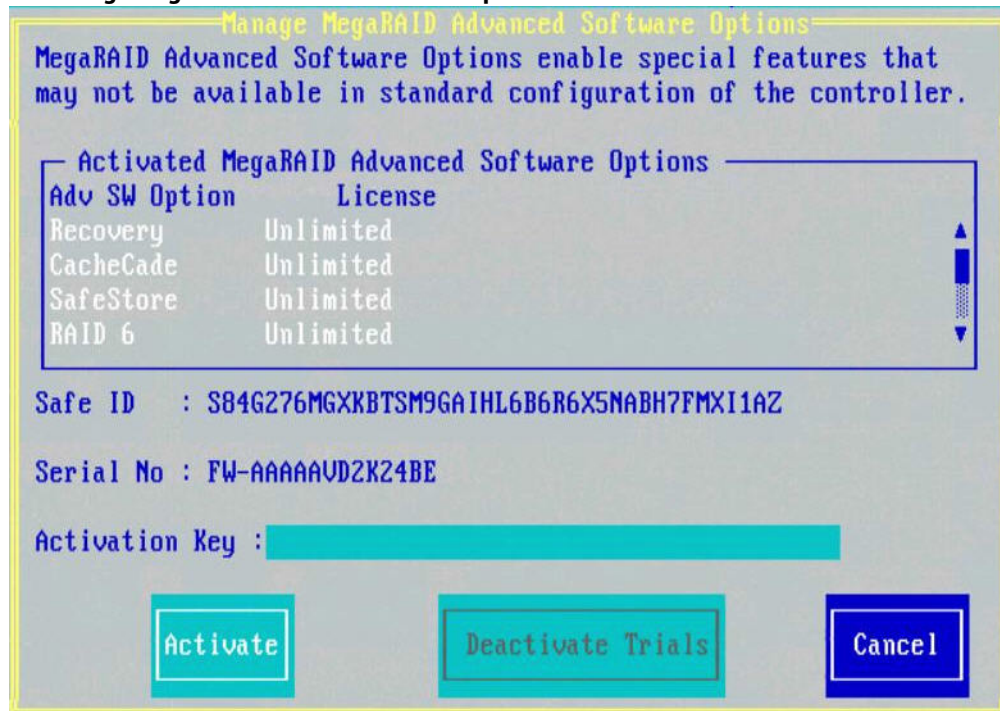 Manage MegaRAID Advanced Software Options
MegaRAID Advanced Software Options enable special features that
may not be available in standard configuration of the controller.
Activated MegaRAID Advanced Software Options
Adv SW Option License
Recovery Unlimited
CacheCade Unlimited
SafeStore Unlimited
RAID 6 Unlimited
Safe ID : S84G276MGXKBTSM9GAIHL6B6R6X5NABH7FMXI1AZ
Serial No : FW-AAAAAVD2K24BE
Activation Key :
Activate Deactivate Trials Cancel